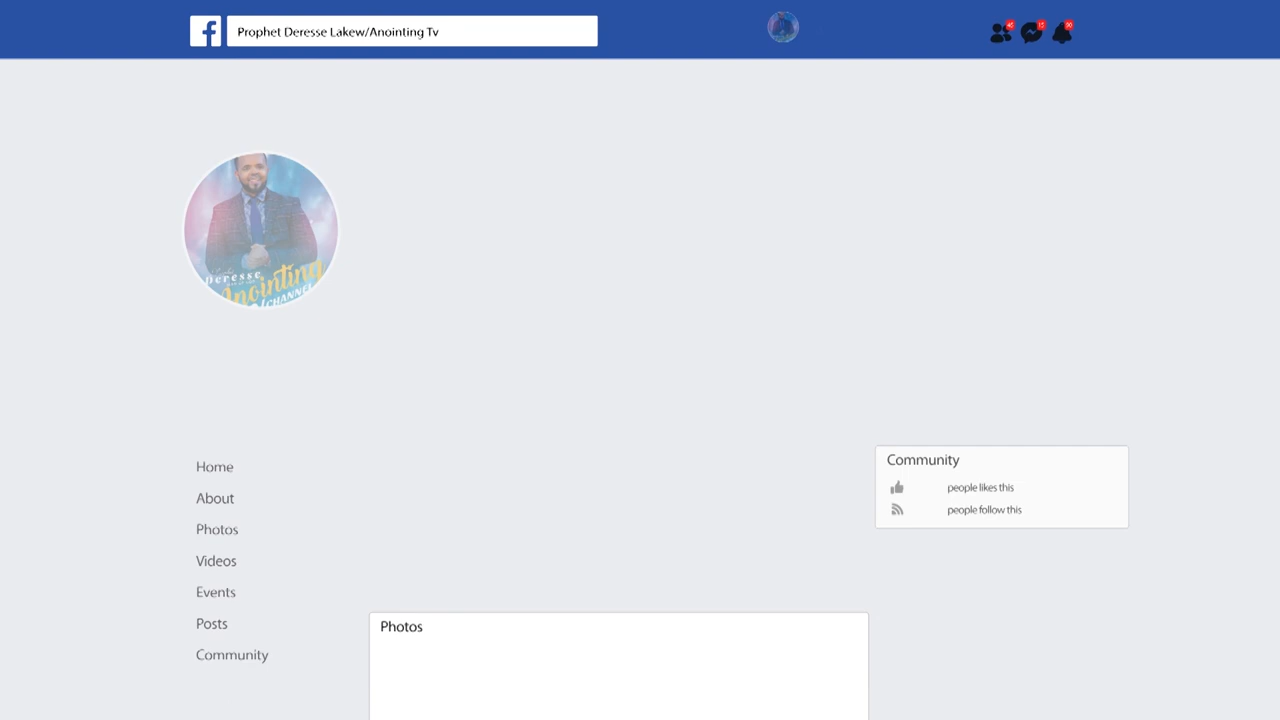 Prophet Deresse Lakew/Anointing Tv
Deresse
Anointing
CHANNEL
Home
About
Photos
Videos
Events
Posts
Community
Community
people likes this
people follow this
Photos